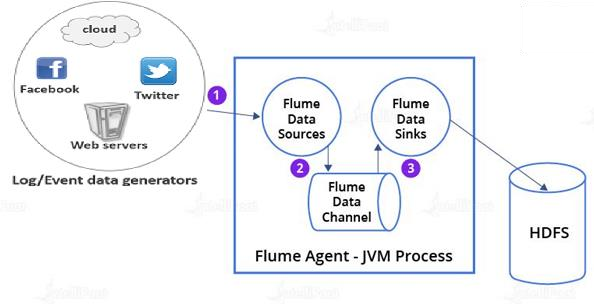 cloud
Facebook
Twitter
Web servers
Log/Event data generators
1
Flume
Data
Sources
2
Flume
Data
Channel
3
Flume
Data
Sinks
Flume Agent - JVM Process
HDFS